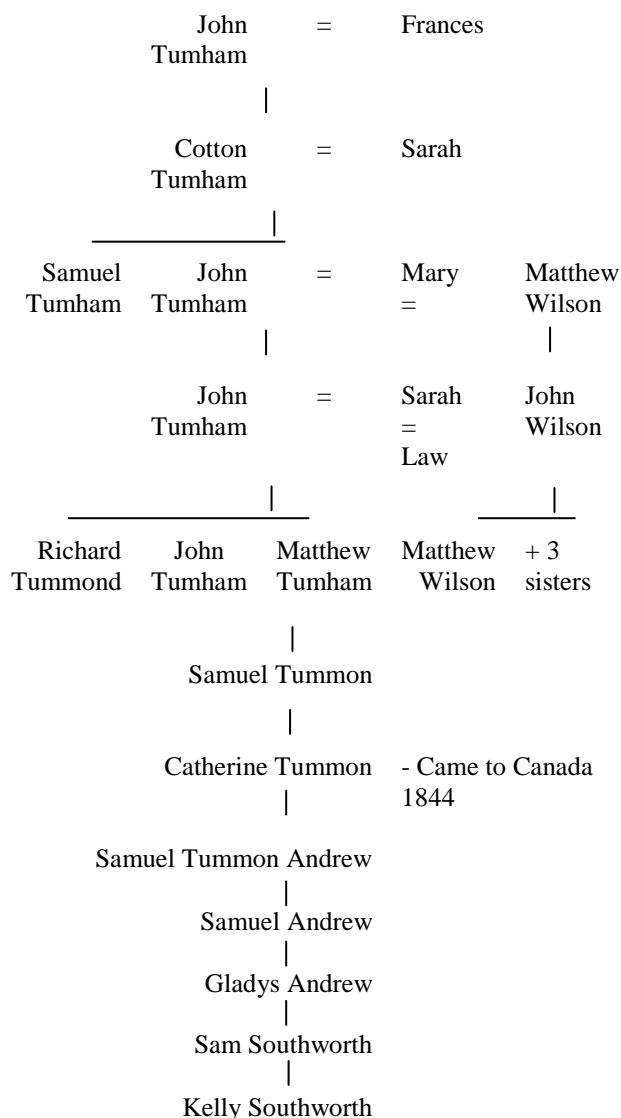 John = Frances
Tumham
Cotton = Sarah
Tumham
Samuel John = Mary Matthew
Tumham Tumham = Wilson
John = Sarah John
Tumham = Wilson
Law
Richard John Matthew Matthew + 3
Tummond Tumham Tumham Wilson sisters
Samuel Tummon
Catherine Tummon - Came to Canada
1844
Samuel Tummon Andrew
Samuel Andrew
Gladys Andrew
Sam Southworth
Kelly Southworth